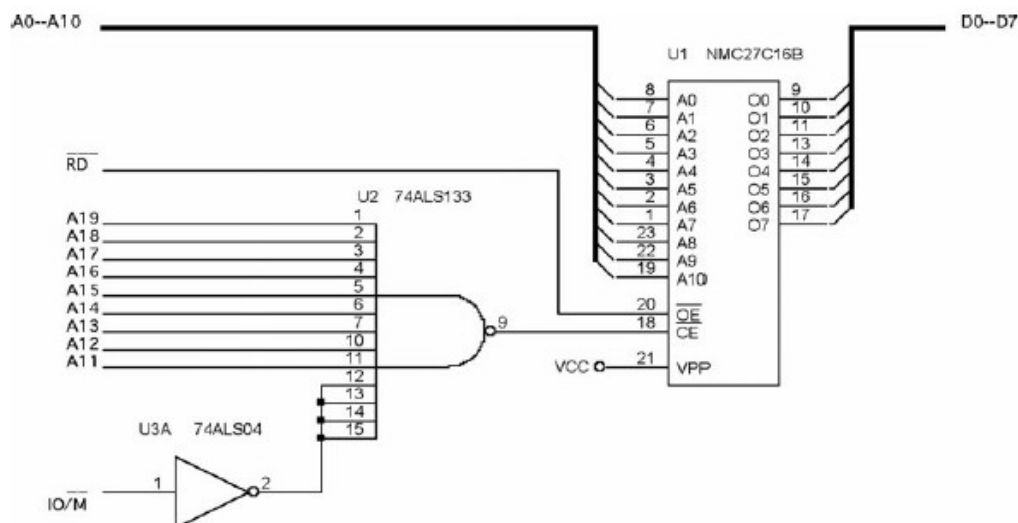 A0--A10
D0--D7
U1 NMC27C16B
8 A0 O0 9
7 A1 O1 10
6 A2 O2 11
5 A3 O3 13
4 A4 O4 14
3 A5 O5 15
2 A6 O6 16
1 A7 O7 17
23 A8
22 A9
19 A10
20 OE
18 CE
21 VPP
VCC
RD
U2 74ALS133
A19 1
A18 2
A17 3
A16 4
A15 5
A14 6
A13 7
A12 10
A11 11
12
13
14
15
9
U3A 74ALS04
1 2
IO/M